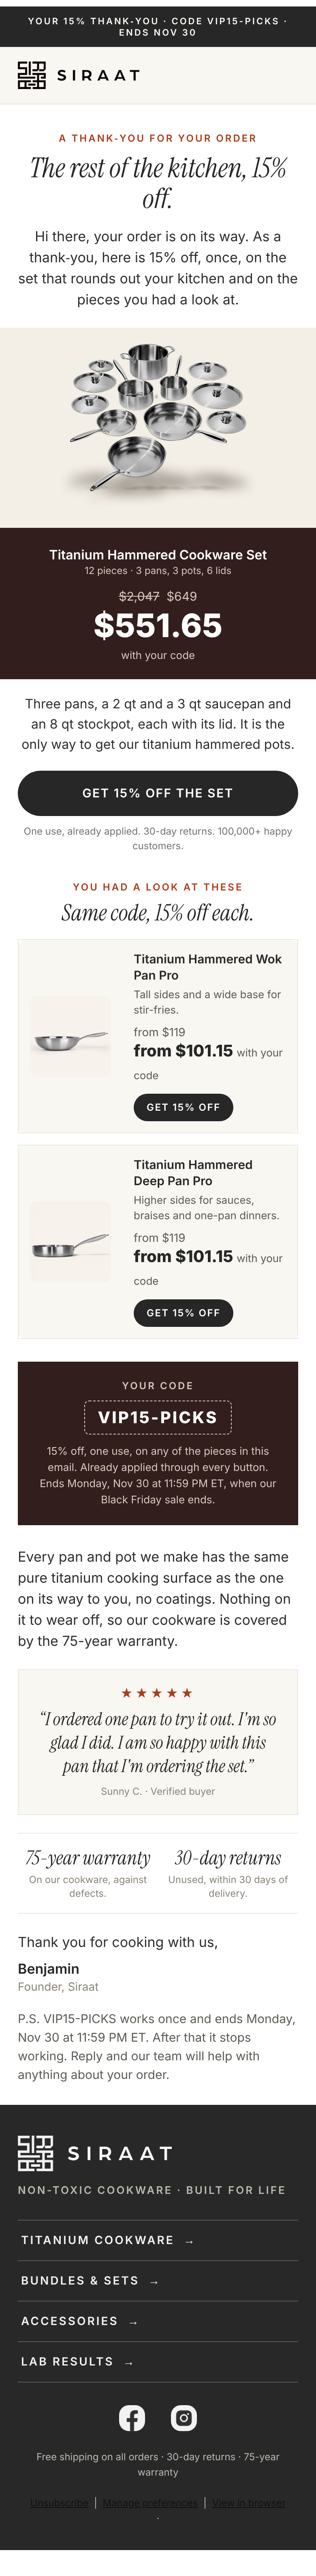 YOUR 15% THANK-YOU · CODE VIP15-PICKS ·
ENDS NOV 30
SIRAAT
A THANK-YOU FOR YOUR ORDER
The rest of the kitchen, 15%
off.
Hi there, your order is on its way. As a
thank-you, here is 15% off, once, on the
set that rounds out your kitchen and on the
pieces you had a look at.
Titanium Hammered Cookware Set
12 pieces · 3 pans, 3 pots, 6 lids
$2,047 $649
$551.65
with your code
Three pans, a 2 qt and a 3 qt saucepan and
an 8 qt stockpot, each with its lid. It is the
only way to get our titanium hammered pots.
GET 15% OFF THE SET
One use, already applied. 30-day returns. 100,000+ happy
customers.
YOU HAD A LOOK AT THESE
Same code, 15% off each.
Titanium Hammered Wok
Pan Pro
Tall sides and a wide base for
stir-fries.
from $119
from $101.15 with your
code
GET 15% OFF
Titanium Hammered
Deep Pan Pro
Higher sides for sauces,
braises and one-pan dinners.
from $119
from $101.15 with your
code
GET 15% OFF
YOUR CODE
VIP15-PICKS
15% off, one use, on any of the pieces in this
email. Already applied through every button.
Ends Monday, Nov 30 at 11:59 PM ET, when our
Black Friday sale ends.
Every pan and pot we make has the same
pure titanium cooking surface as the one
on its way to you, no coatings. Nothing on
it to wear off, so our cookware is covered
by the 75-year warranty.
★★★★★
“I ordered one pan to try it out. I'm so
glad I did. I am so happy with this
pan that I'm ordering the set.”
Sunny C. · Verified buyer
75-year warranty
On our cookware, against
defects.
30-day returns
Unused, within 30 days of
delivery.
Thank you for cooking with us,
Benjamin
Founder, Siraat
P.S. VIP15-PICKS works once and ends Monday,
Nov 30 at 11:59 PM ET. After that it stops
working. Reply and our team will help with
anything about your order.
SIRAAT
NON-TOXIC COOKWARE · BUILT FOR LIFE
TITANIUM COOKWARE →
BUNDLES & SETS →
ACCESSORIES →
LAB RESULTS →
Free shipping on all orders · 30-day returns · 75-year
warranty
Unsubscribe | Manage preferences | View in browser
.